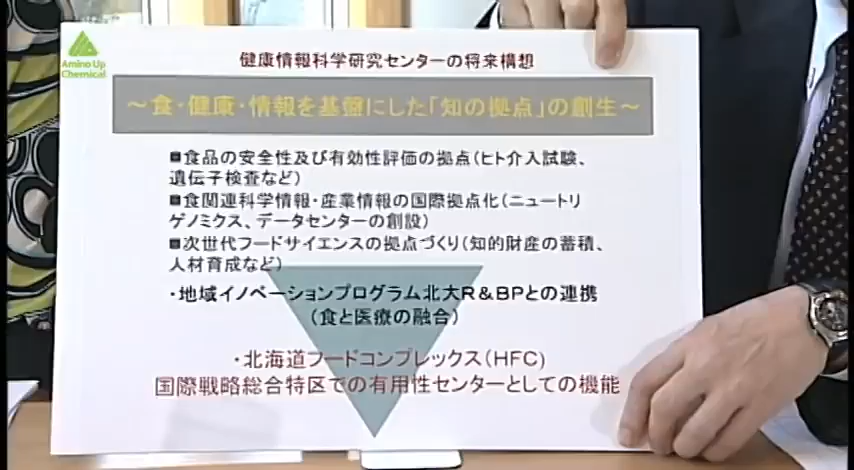 Amino Up
Chemical
健康情報科学研究センターの将来構想
～食・健康・情報を基盤にした「知の拠点」の創生～
■食品の安全性及び有効性評価の拠点(ヒト介入試験、
遺伝子検査など)
■食関連科学情報・産業情報の国際拠点化(ニュートリ
ゲノミクス、データセンターの創設)
■次世代フードサイエンスの拠点づくり(知的財産の蓄積、
人材育成など)
・地域イノベーションプログラム北大R＆BPとの連携
(食と医療の融合)
・北海道フードコンプレックス(HFC)
国際戦略総合特区での有用性センターとしての機能